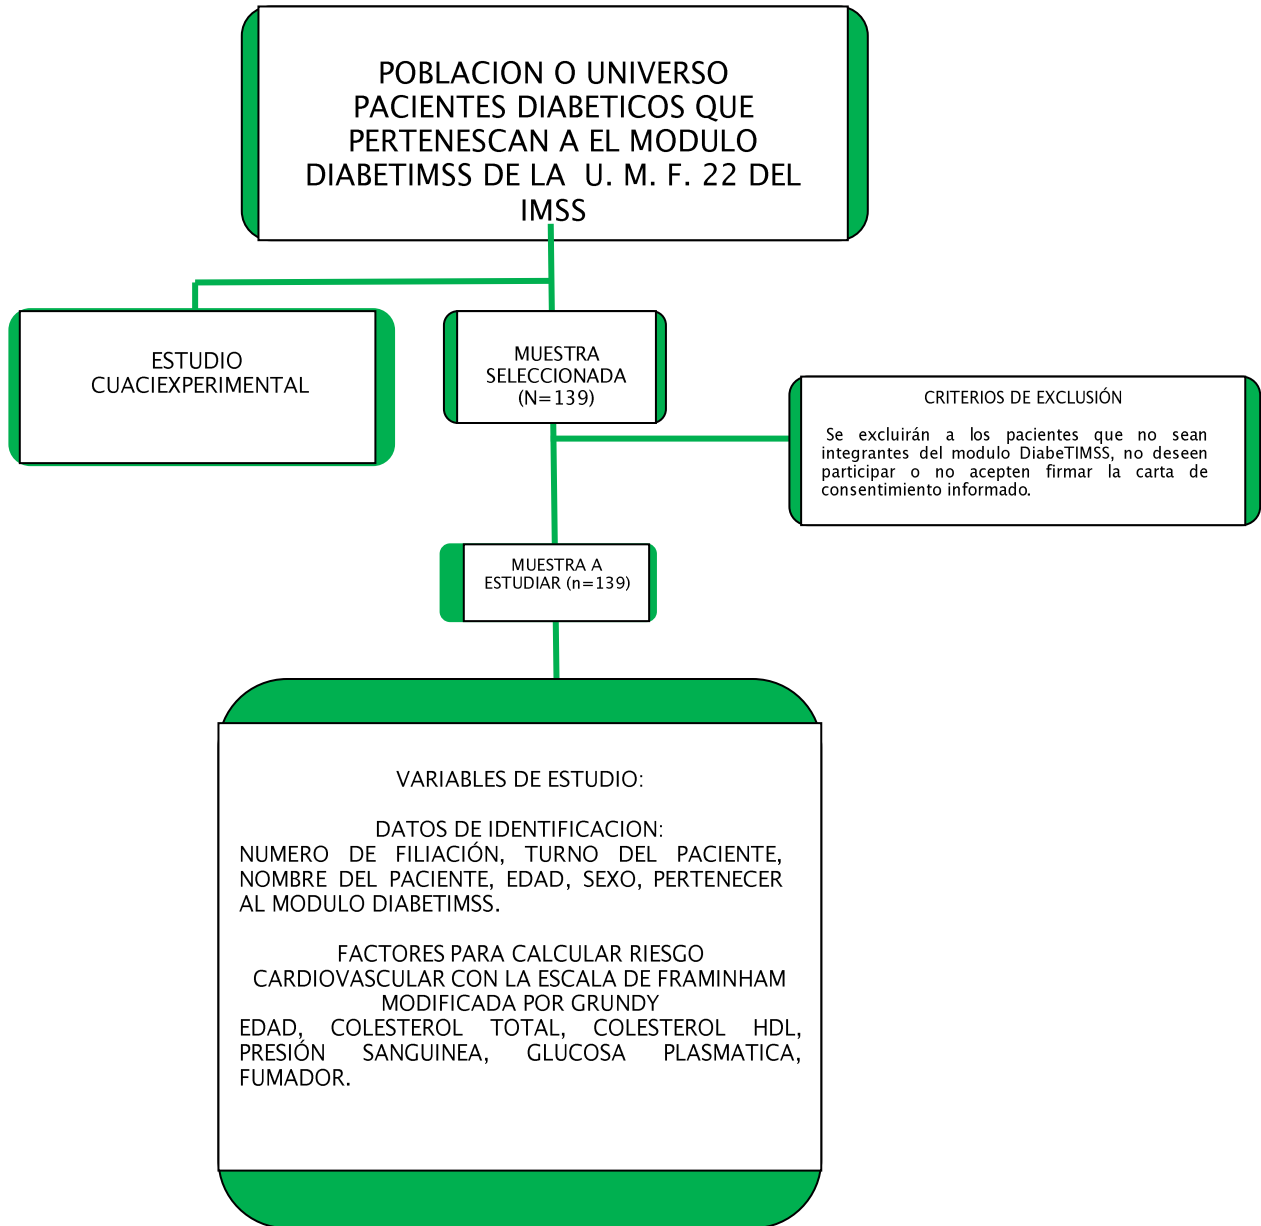 POBLACION O UNIVERSO
PACIENTES DIABETICOS QUE
PERTENESCAN A EL MODULO
DIABETIMSS DE LA U. M. F. 22 DEL
IMSS
ESTUDIO
CUACIEXPERIMENTAL
MUESTRA
SELECCIONADA
(N=139)
CRITERIOS DE EXCLUSIÓN
Se excluirán a los pacientes que no sean
integrantes del modulo DiabeTIMSS, no deseen
participar o no acepten firmar la carta de
consentimiento informado.
MUESTRA A
ESTUDIAR (n=139)
VARIABLES DE ESTUDIO:
DATOS DE IDENTIFICACION:
NUMERO DE FILIACIÓN, TURNO DEL PACIENTE,
NOMBRE DEL PACIENTE, EDAD, SEXO, PERTENECER
AL MODULO DIABETIMSS.
FACTORES PARA CALCULAR RIESGO
CARDIOVASCULAR CON LA ESCALA DE FRAMINHAM
MODIFICADA POR GRUNDY
EDAD, COLESTEROL TOTAL, COLESTEROL HDL,
PRESIÓN SANGUINEA, GLUCOSA PLASMATICA,
FUMADOR.